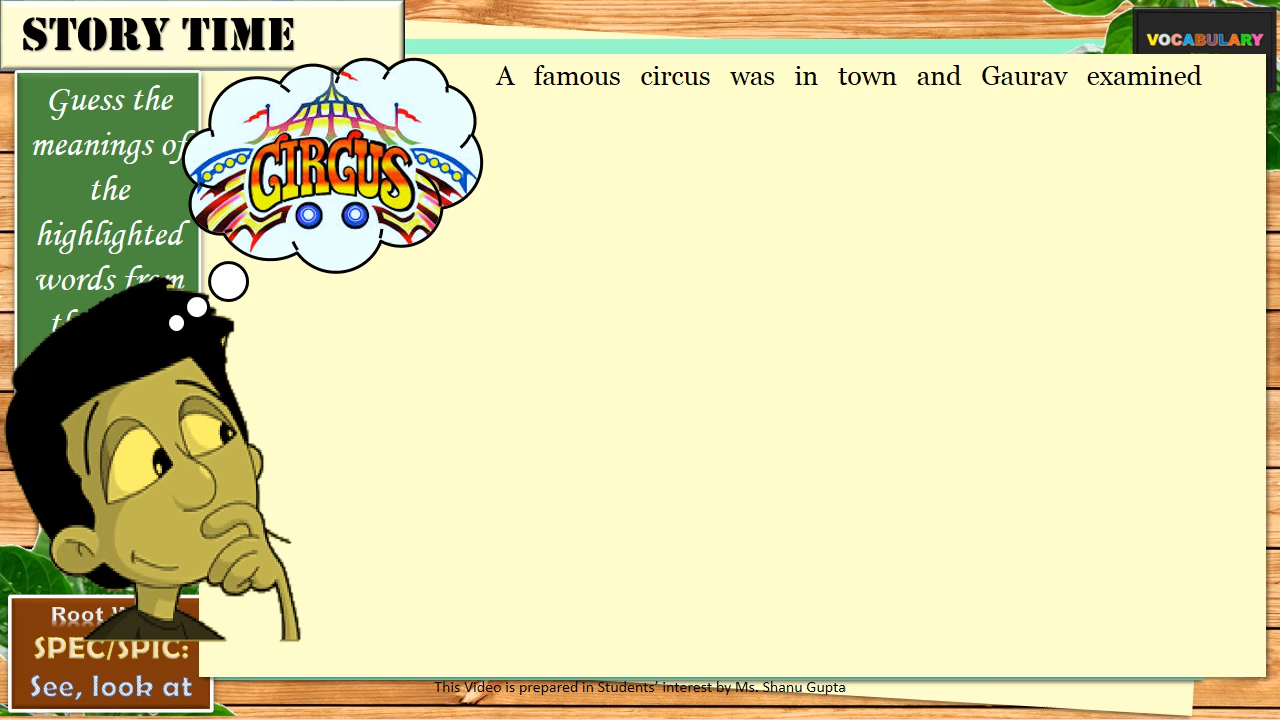 STORY TIME
VOCABULARY
Guess the
meanings of
the
highlighted
words from
CIRCUS
A famous circus was in town and Gaurav examined
Root
SPEC/SPIC:
See, look at
This Video is prepared in Students' interest by Ms. Shanu Gupta